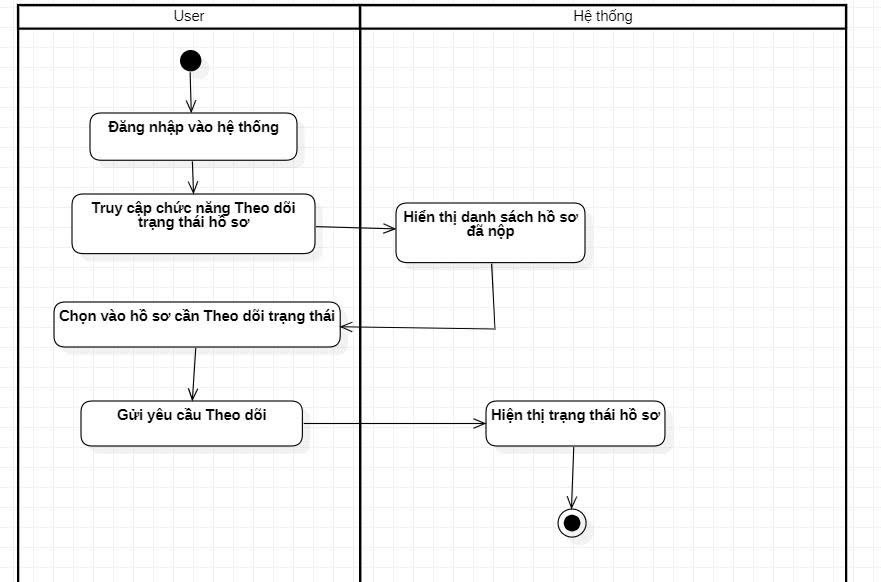 User
Hệ thống
Đăng nhập vào hệ thống
Truy cập chức năng Theo dõi
trạng thái hồ sơ
Hiển thị danh sách hồ sơ
đã nộp
Chọn vào hồ sơ cần Theo dõi trạng thái
Gửi yêu cầu Theo dõi
Hiện thị trạng thái hồ sơ